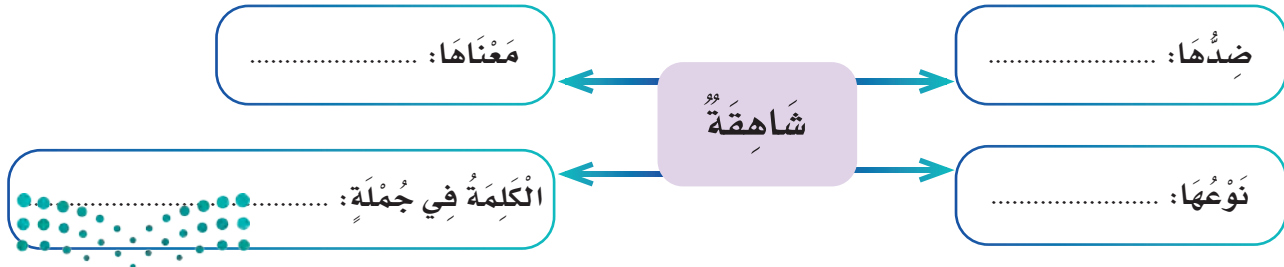 ضِدُّهَا: ........................
مَعْنَاهَا: ........................
شَاهِقَةٌ
نَوْعُهَا: ........................
الْكَلِمَةُ فِي جُمْلَةٍ: ............................................